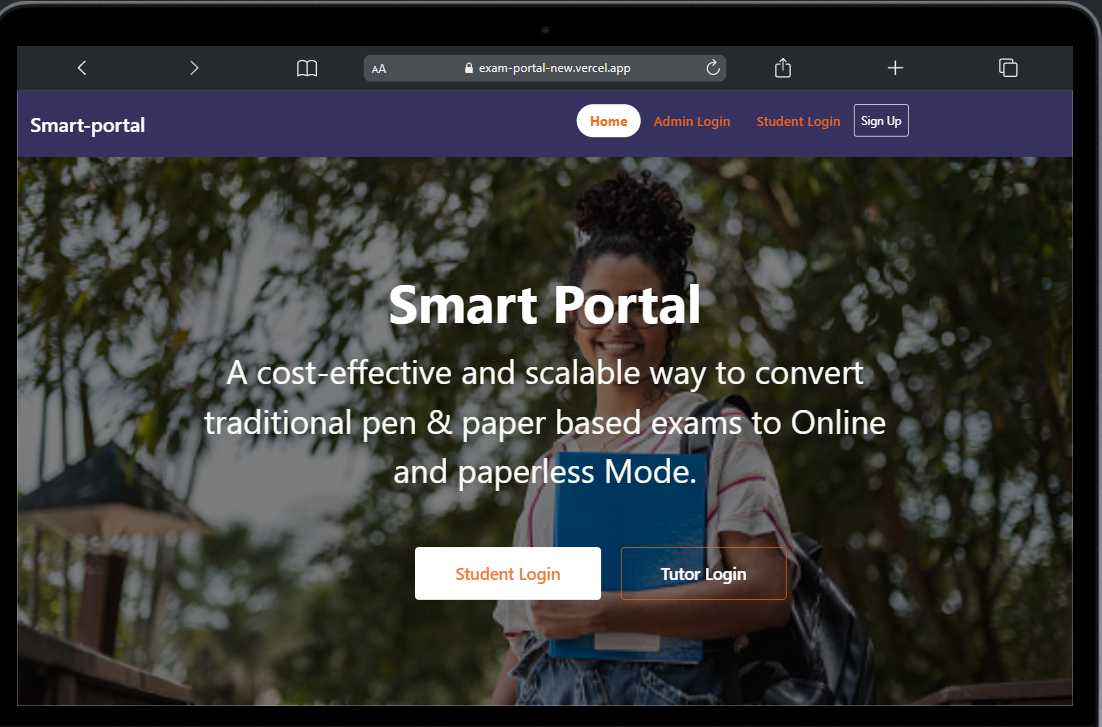 AA exam-portal-new.vercel.app
Smart-portal Home Admin Login Student Login Sign Up
Smart Portal
A cost-effective and scalable way to convert
traditional pen & paper based exams to Online
and paperless Mode.
Student Login Tutor Login